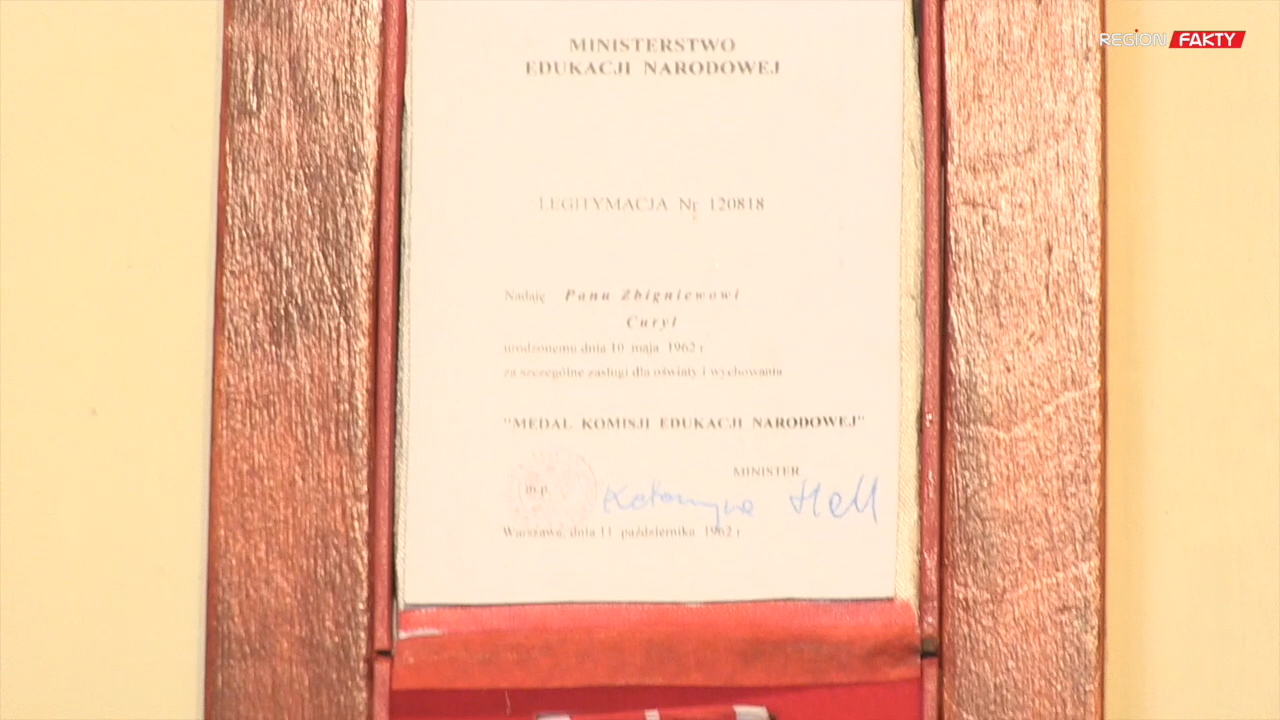 REGION FAKTY
MINISTERSTWO
EDUKACJI NARODOWEJ
LEGITYMACJA Nr 120818
Nadaję Panu Zbigniewowi
Curyl
urodzonemu dnia 10 maja 1962 r
za szczególne zasługi dla oświaty i wychowania
"MEDAL KOMISJI EDUKACJI NARODOWEJ"
MINISTER
m.p. Katarzyna Hall
Warszawa, dnia 11 października 1962 r